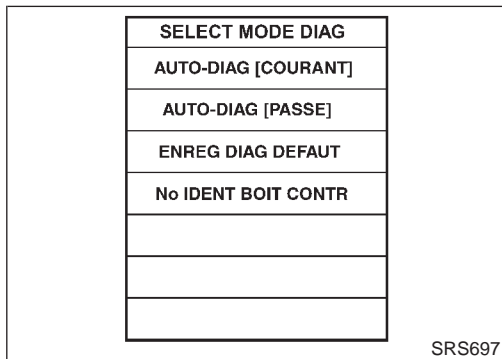 SELECT MODE DIAG
AUTO-DIAG [COURANT]
AUTO-DIAG [PASSE]
ENREG DIAG DEFAUT
No IDENT BOIT CONTR
SRS697